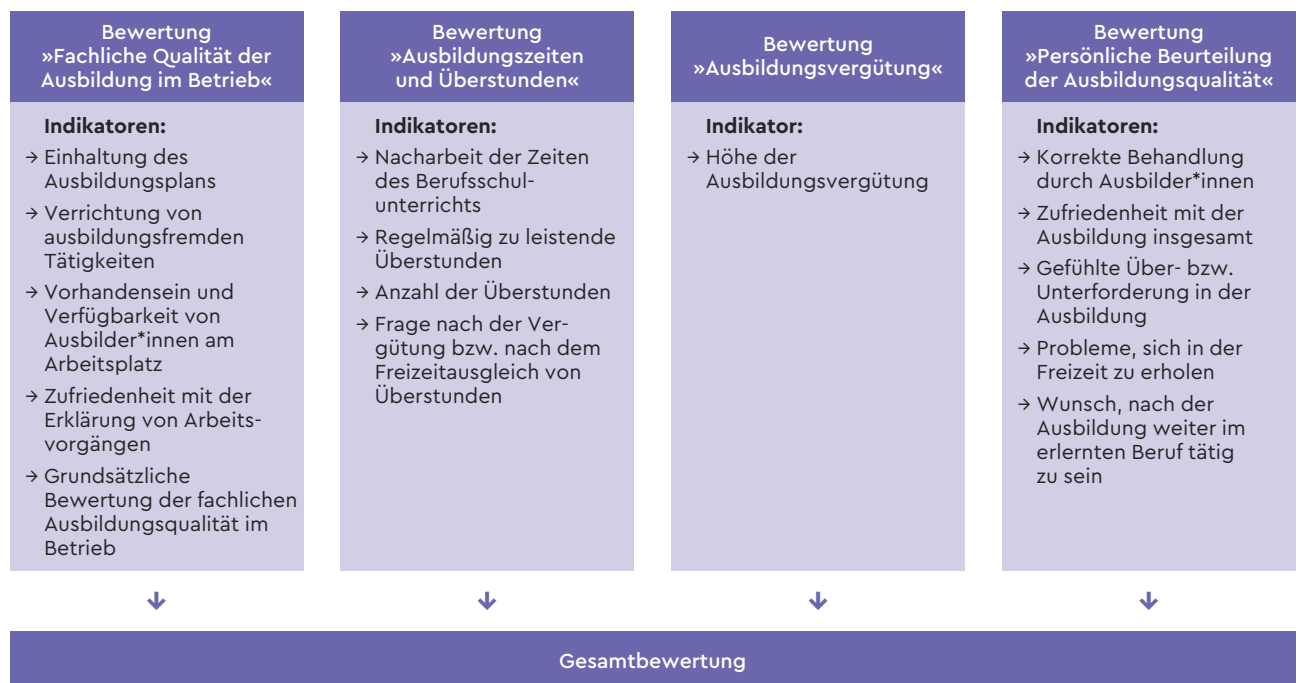 Bewertung
»Fachliche Qualität der
Ausbildung im Betrieb«
Indikatoren:
→ Einhaltung des
Ausbildungsplans
→ Verrichtung von
ausbildungsfremden
Tätigkeiten
→ Vorhandensein und
Verfügbarkeit von
Ausbilder*innen am
Arbeitsplatz
→ Zufriedenheit mit der
Erklärung von Arbeits-
vorgängen
→ Grundsätzliche
Bewertung der fachlichen
Ausbildungsqualität im
Betrieb
Bewertung
»Ausbildungszeiten
und Überstunden«
Indikatoren:
→ Nacharbeit der Zeiten
des Berufsschul-
unterrichts
→ Regelmäßig zu leistende
Überstunden
→ Anzahl der Überstunden
→ Frage nach der Ver-
gütung bzw. nach dem
Freizeitausgleich von
Überstunden
Bewertung
»Ausbildungsvergütung«
Indikator:
→ Höhe der
Ausbildungsvergütung
Bewertung
»Persönliche Beurteilung
der Ausbildungsqualität«
Indikatoren:
→ Korrekte Behandlung
durch Ausbilder*innen
→ Zufriedenheit mit der
Ausbildung insgesamt
→ Gefühlte Über- bzw.
Unterforderung in der
Ausbildung
→ Probleme, sich in der
Freizeit zu erholen
→ Wunsch, nach der
Ausbildung weiter im
erlernten Beruf tätig
zu sein
Gesamtbewertung